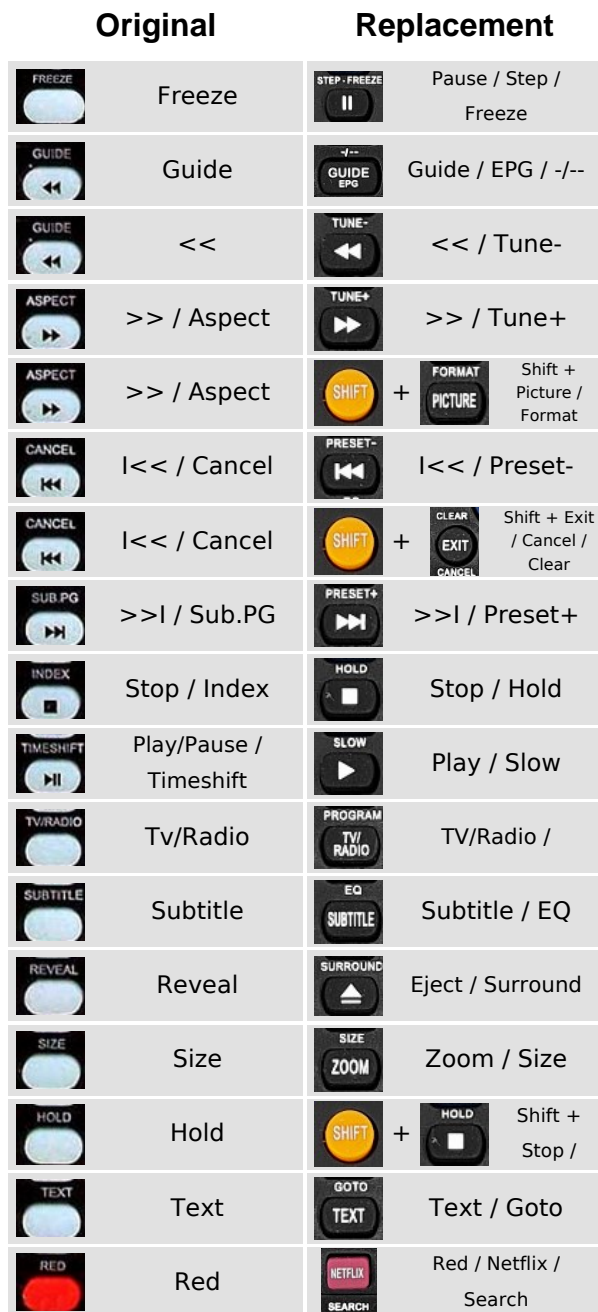 Original Replacement
FREEZE Freeze STEP-FREEZE Pause / Step /
Freeze
GUIDE Guide -/-- GUIDE EPG Guide / EPG / -/--
GUIDE << TUNE- << / Tune-
ASPECT >> / Aspect TUNE+ >> / Tune+
ASPECT >> / Aspect SHIFT + FORMAT PICTURE Shift +
Picture /
Format
CANCEL I<< / Cancel PRESET- I<< / Preset-
CANCEL I<< / Cancel SHIFT + CLEAR EXIT CANCEL Shift + Exit
/ Cancel /
Clear
SUB.PG >>I / Sub.PG PRESET+ >>I / Preset+
INDEX Stop / Index HOLD Stop / Hold
TIMESHIFT Play/Pause /
Timeshift SLOW Play / Slow
TV/RADIO Tv/Radio PROGRAM TV/ RADIO TV/Radio /
SUBTITLE Subtitle EQ SUBTITLE Subtitle / EQ
REVEAL Reveal SURROUND Eject / Surround
SIZE Size SIZE ZOOM Zoom / Size
HOLD Hold SHIFT + HOLD Shift +
Stop /
TEXT Text GOTO TEXT Text / Goto
RED Red NETFLIX SEARCH Red / Netflix /
Search